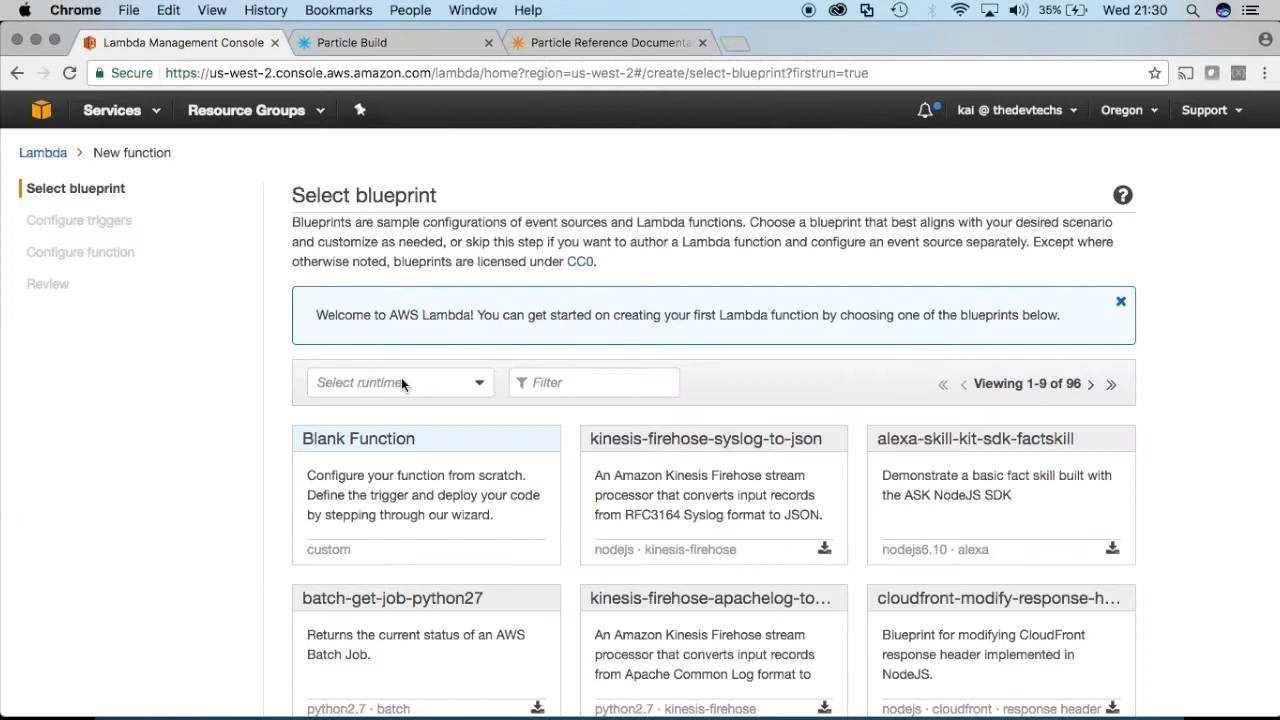 Chrome File Edit View History Bookmarks People Window Help 35% Wed 21:30
Lambda Management Console Particle Build Particle Reference Documenta
Secure https://us-west-2.console.aws.amazon.com/lambda/home?region=us-west-2#/create/select-blueprint?firstrun=true
Services Resource Groups kai @ thedevtechs Oregon Support
Lambda > New function
Select blueprint
Configure triggers
Configure function
Review
Select blueprint
Blueprints are sample configurations of event sources and Lambda functions. Choose a blueprint that best aligns with your desired scenario
and customize as needed, or skip this step if you want to author a Lambda function and configure an event source separately. Except where
otherwise noted, blueprints are licensed under CC0.
Welcome to AWS Lambda! You can get started on creating your first Lambda function by choosing one of the blueprints below.
Select runtime Filter « ‹ Viewing 1-9 of 96 › »
Blank Function
Configure your function from scratch.
Define the trigger and deploy your code
by stepping through our wizard.
custom
kinesis-firehose-syslog-to-json
An Amazon Kinesis Firehose stream
processor that converts input records
from RFC3164 Syslog format to JSON.
nodejs · kinesis-firehose
alexa-skill-kit-sdk-factskill
Demonstrate a basic fact skill built with
the ASK NodeJS SDK
nodejs6.10 · alexa
batch-get-job-python27
Returns the current status of an AWS
Batch Job.
python2.7 · batch
kinesis-firehose-apachelog-to...
An Amazon Kinesis Firehose stream
processor that converts input records
from Apache Common Log format to
python2.7 · kinesis-firehose
cloudfront-modify-response-h...
Blueprint for modifying CloudFront
response header implemented in
NodeJS.
nodejs · cloudfront · response header